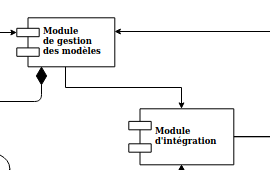 Module
de gestion
des modèles
Module
d'intégration